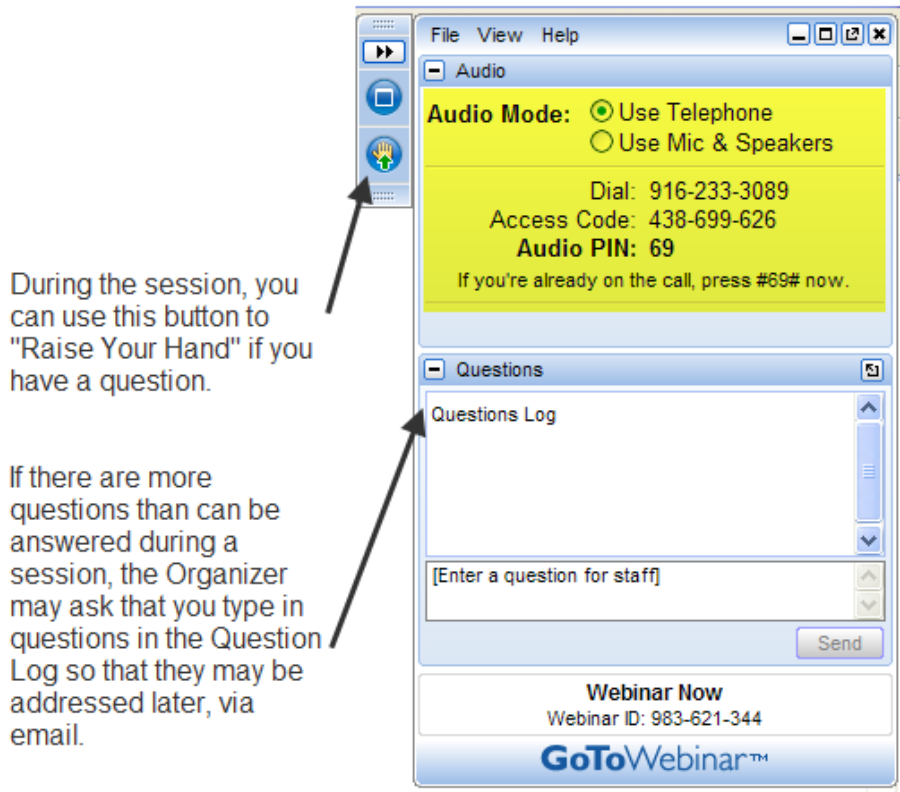 File View Help
Audio
Audio Mode: Use Telephone
Use Mic & Speakers
Dial: 916-233-3089
Access Code: 438-699-626
Audio PIN: 69
If you're already on the call, press #69# now.
During the session, you
can use this button to
"Raise Your Hand" if you
have a question.
Questions
Questions Log
If there are more
questions than can be
answered during a
session, the Organizer
may ask that you type in
questions in the Question
Log so that they may be
addressed later, via
email.
[Enter a question for staff]
Send
Webinar Now
Webinar ID: 983-621-344
GoToWebinar™